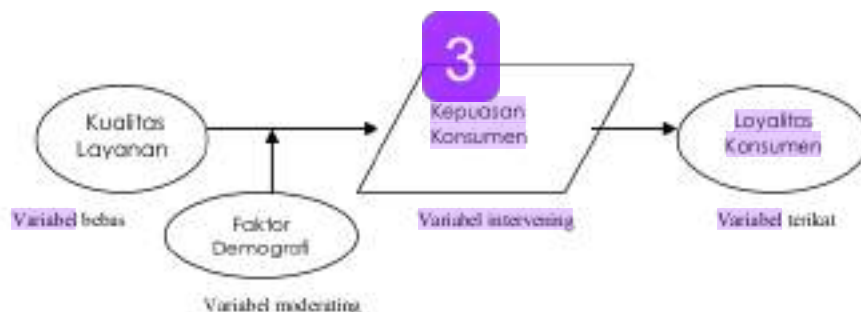 3
Kualitas
Layanan
Kepuasan
Konsumen
Loyalitas
Konsumen
Variabel bebas
Faktor
Demografi
Variabel intervening
Variabel terikat
Variabel moderating